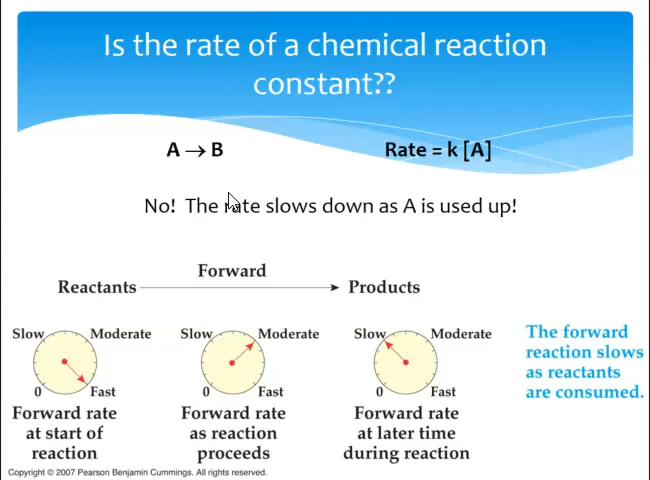 Is the rate of a chemical reaction
constant??
A → B
Rate = k [A]
No! The rate slows down as A is used up!
Forward
Reactants
Products
Slow
Moderate
0
Fast
Forward rate
at start of
reaction
Slow
Moderate
0
Fast
Forward rate
as reaction
proceeds
Slow
Moderate
0
Fast
Forward rate
at later time
during reaction
The forward
reaction slows
as reactants
are consumed.
Copyright © 2007 Pearson Benjamin Cummings. All rights reserved.